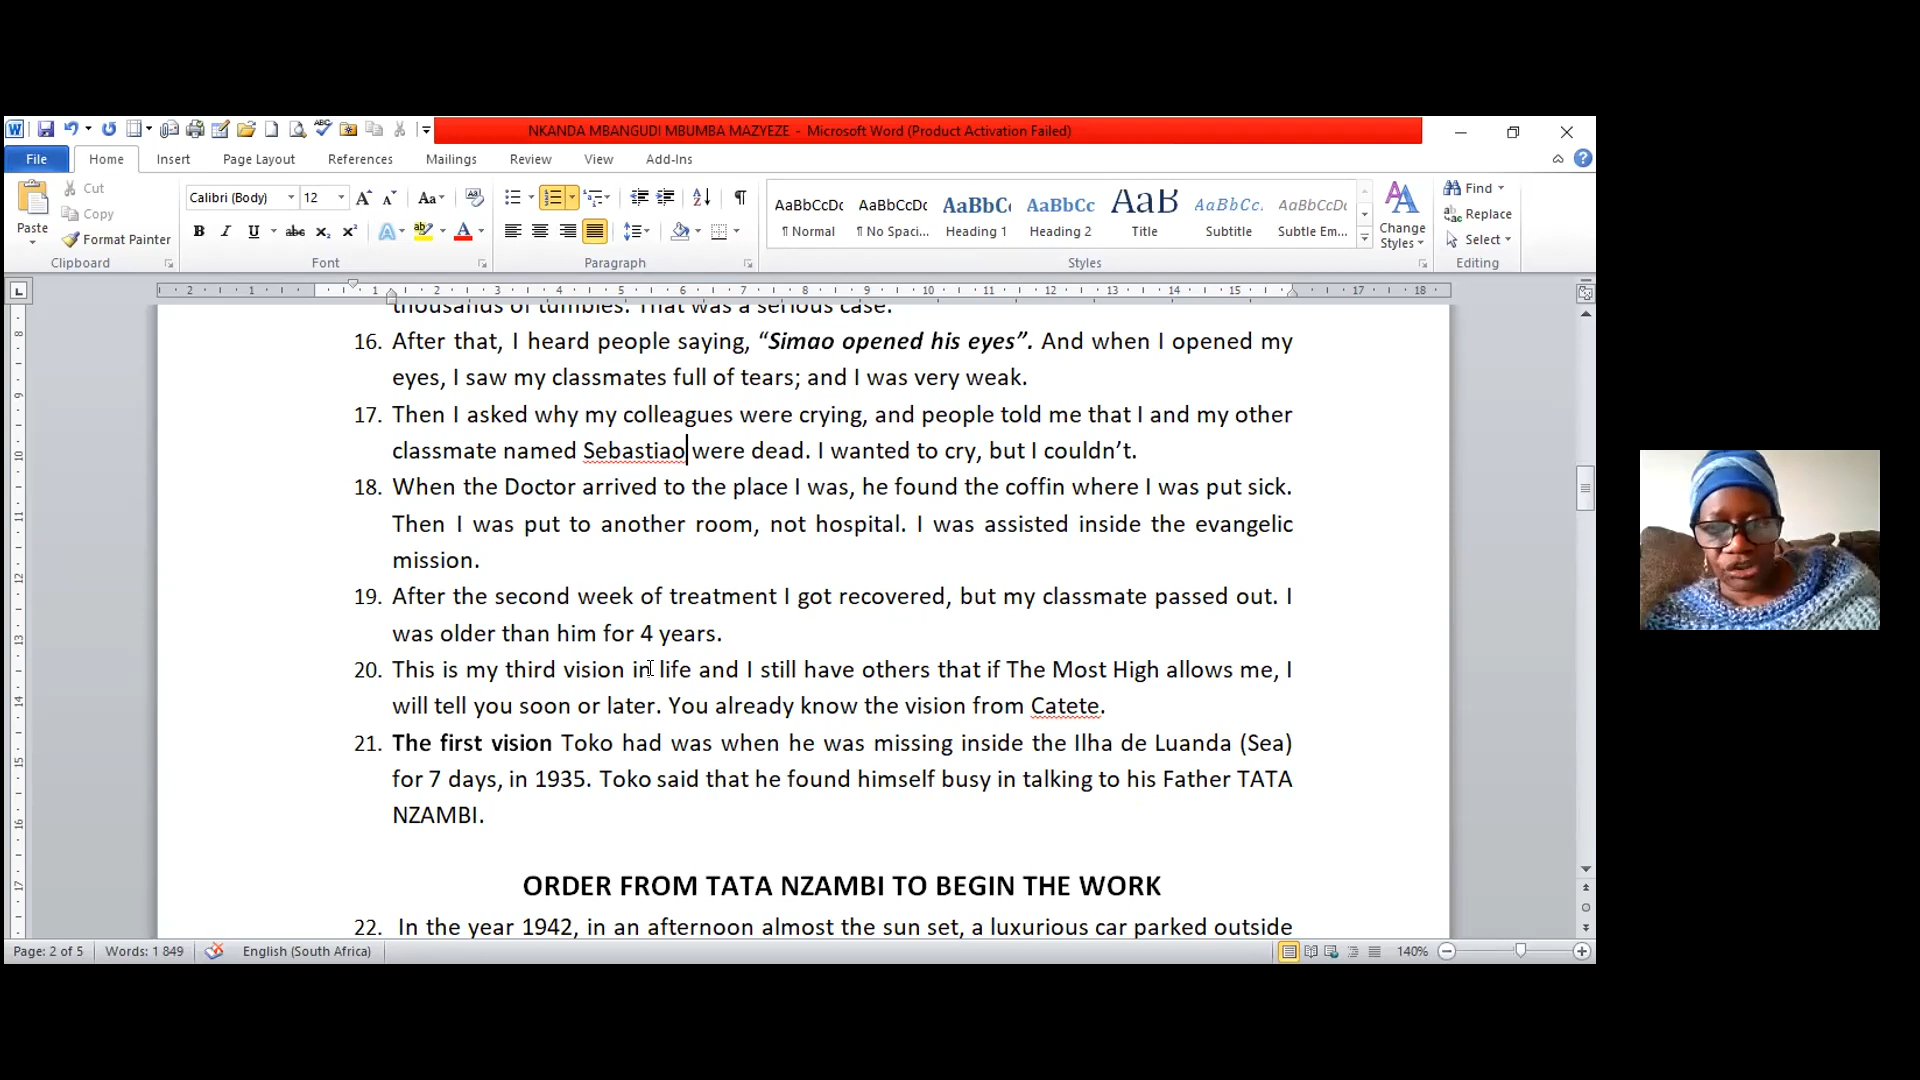 NKANDA MBANGUDI MBUMBA MAZYEZE - Microsoft Word (Product Activation Failed)
File Home Insert Page Layout References Mailings Review View Add-Ins
Cut
Copy
Paste
Format Painter
Calibri (Body) 12
AaBbCcDc AaBbCcDc AaBbC AaBbCc AaB AaBbCc. AaBbCcDc
¶ Normal ¶ No Spaci... Heading 1 Heading 2 Title Subtitle Subtle Em...
Change
Styles
Find
Replace
Select
Clipboard Font Paragraph Styles Editing
thousands of tumbles. That was a serious case.
16. After that, I heard people saying, “Simao opened his eyes”. And when I opened my
eyes, I saw my classmates full of tears; and I was very weak.
17. Then I asked why my colleagues were crying, and people told me that I and my other
classmate named Sebastiao were dead. I wanted to cry, but I couldn’t.
18. When the Doctor arrived to the place I was, he found the coffin where I was put sick.
Then I was put to another room, not hospital. I was assisted inside the evangelic
mission.
19. After the second week of treatment I got recovered, but my classmate passed out. I
was older than him for 4 years.
20. This is my third vision in life and I still have others that if The Most High allows me, I
will tell you soon or later. You already know the vision from Catete.
21. The first vision Toko had was when he was missing inside the Ilha de Luanda (Sea)
for 7 days, in 1935. Toko said that he found himself busy in talking to his Father TATA
NZAMBI.
ORDER FROM TATA NZAMBI TO BEGIN THE WORK
22. In the year 1942, in an afternoon almost the sun set, a luxurious car parked outside
Page: 2 of 5 Words: 1 849 English (South Africa) 140%